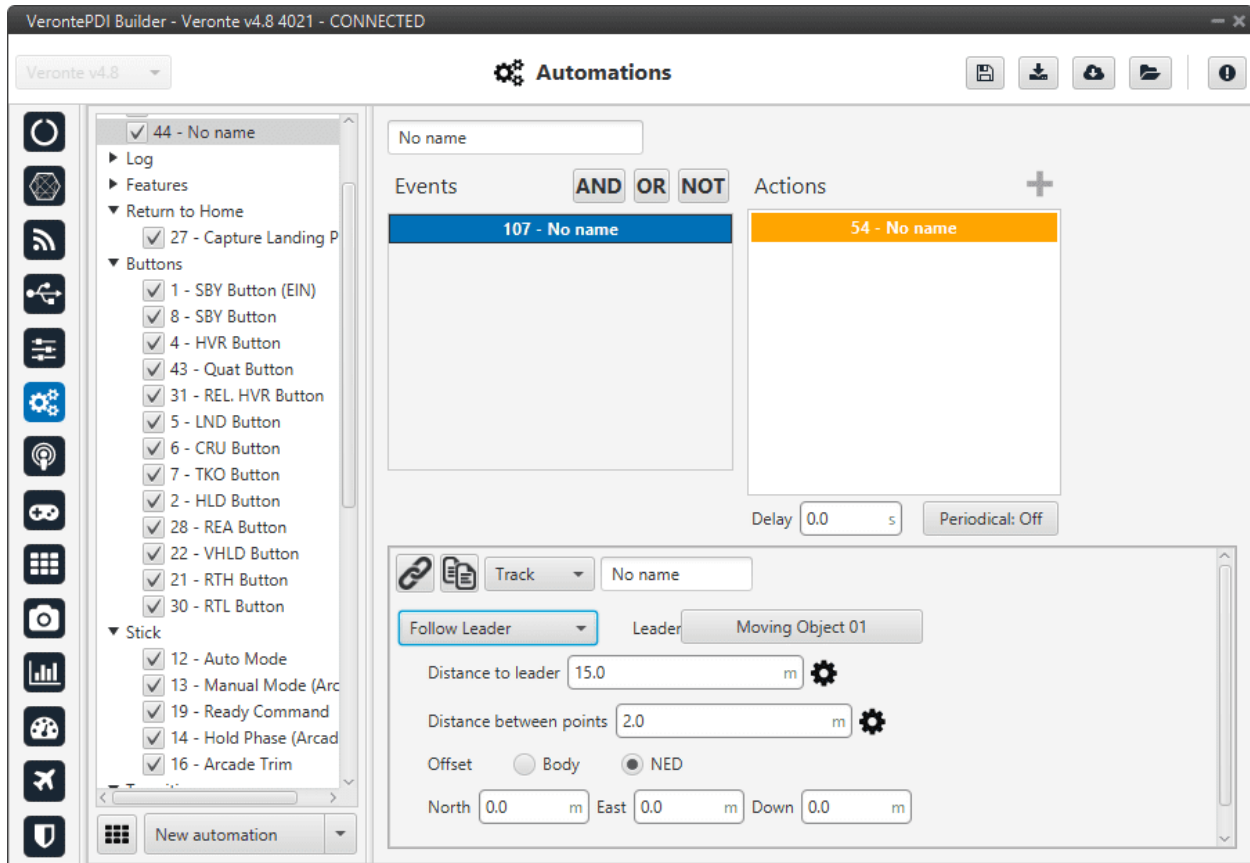 VerontePDI Builder - Veronte v4.8 4021 - CONNECTED
Veronte v4.8
Automations
44 - No name
Log
Features
Return to Home
27 - Capture Landing P
Buttons
1 - SBY Button (EIN)
8 - SBY Button
4 - HVR Button
43 - Quat Button
31 - REL. HVR Button
5 - LND Button
6 - CRU Button
7 - TKO Button
2 - HLD Button
28 - REA Button
22 - VHLD Button
21 - RTH Button
30 - RTL Button
Stick
12 - Auto Mode
13 - Manual Mode (Arc
19 - Ready Command
14 - Hold Phase (Arcad
16 - Arcade Trim
New automation
No name
Events AND OR NOT Actions
107 - No name
54 - No name
Delay 0.0 s Periodical: Off
Track No name
Follow Leader Leader Moving Object 01
Distance to leader 15.0 m
Distance between points 2.0 m
Offset Body NED
North 0.0 m East 0.0 m Down 0.0 m